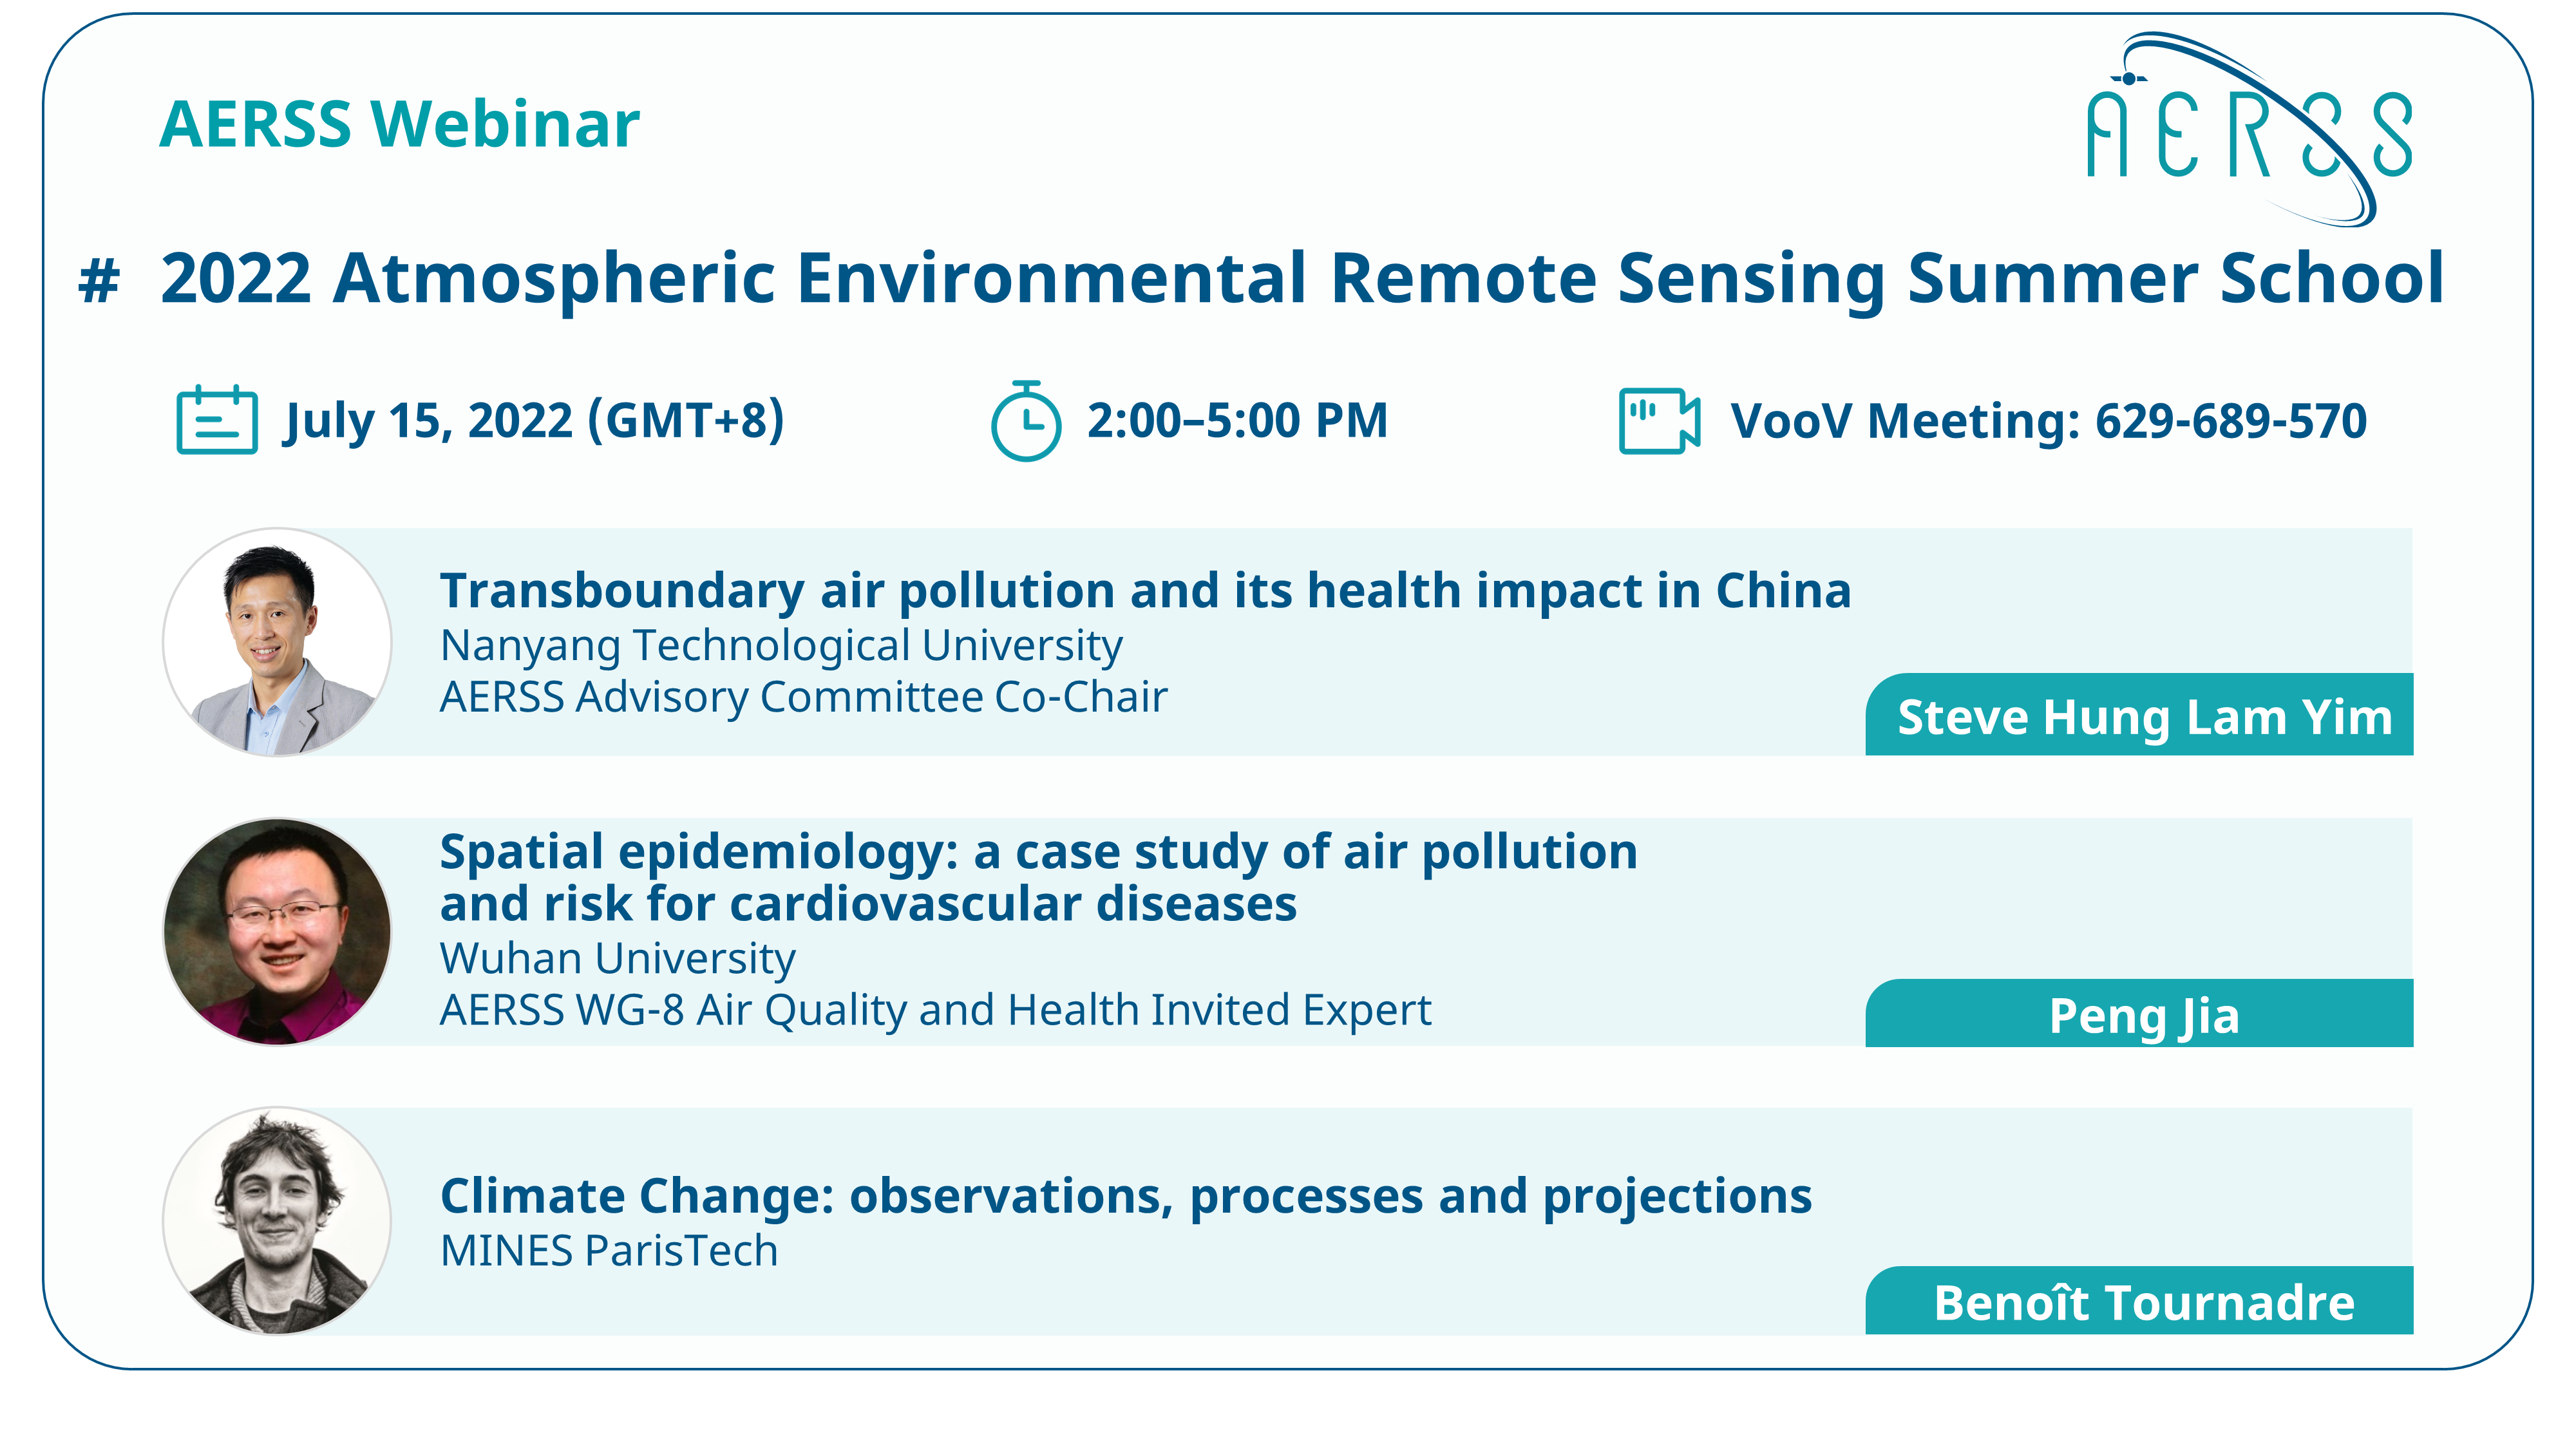 AERSS Webinar
AERSS
# 2022 Atmospheric Environmental Remote Sensing Summer School
July 15, 2022 (GMT+8)
2:00–5:00 PM
VooV Meeting: 629-689-570
Transboundary air pollution and its health impact in China
Nanyang Technological University
AERSS Advisory Committee Co-Chair
Steve Hung Lam Yim
Spatial epidemiology: a case study of air pollution
and risk for cardiovascular diseases
Wuhan University
AERSS WG-8 Air Quality and Health Invited Expert
Peng Jia
Climate Change: observations, processes and projections
MINES ParisTech
Benoît Tournadre